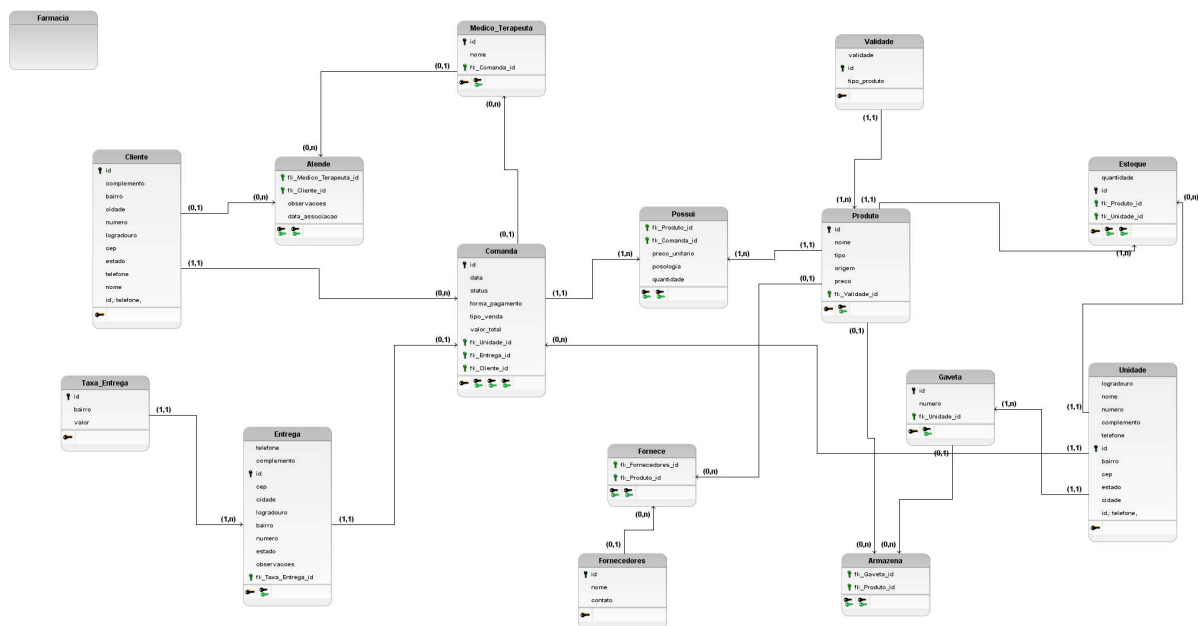 Farmacia
Medico_Terapeuta
id
nome
fk_Comanda_id
(0,1)
(0,n)
Validade
validade
id
tipo_produto
(1,1)
Cliente
id
complemento
bairro
cidade
numero
logradouro
cep
estado
telefone
nome
id,: telefone,
(0,1)
(1,1)
(0,n)
(0,n)
Atende
fk_Medico_Terapeuta_id
fk_Cliente_id
observacoes
data_associacao
(0,n)
(0,1)
Comanda
id
data
status
forma_pagamento
tipo_venda
valor_total
fk_Unidade_id
fk_Entrega_id
fk_Cliente_id
(1,1)
(0,1)
(0,n)
(1,n)
Possui
fk_Produto_id
fk_Comanda_id
preco_unitario
posologia
quantidade
(1,n)
(1,n)
(1,1)
Produto
id
nome
tipo
origem
preco
fk_Validade_id
(1,1)
(0,1)
(0,1)
Estoque
quantidade
id
fk_Produto_id
fk_Unidade_id
(0,n)
(1,n)
Taxa_Entrega
id
bairro
valor
(1,1)
(1,n)
Entrega
telefone
complemento
id
cep
cidade
logradouro
bairro
numero
estado
observacoes
fk_Taxa_Entrega_id
(1,1)
Fornece
fk_Fornecedores_id
fk_Produto_id
(0,n)
(0,n)
(0,1)
Fornecedores
id
nome
contato
Gaveta
id
numero
fk_Unidade_id
(1,n)
(0,1)
Unidade
logradouro
nome
numero
complemento
telefone
id
bairro
cep
estado
cidade
id,: telefone,
(1,1)
(1,1)
(1,1)
(0,n)
(0,n)
Armazena
fk_Gaveta_id
fk_Produto_id